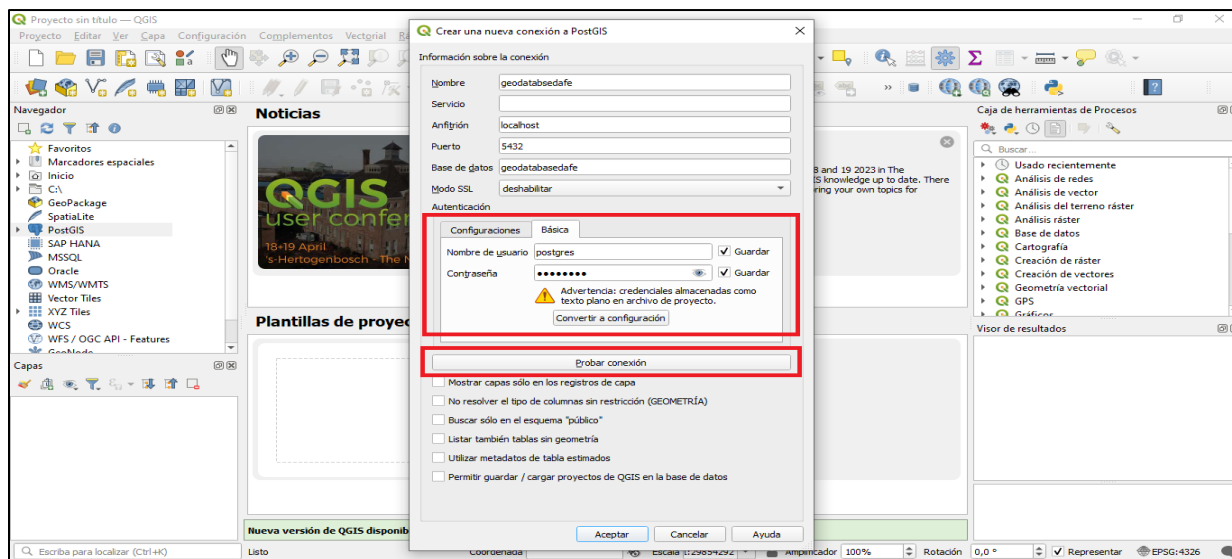 Proyecto sin título — QGIS
Proyecto Editar Ver Capa Configuración Complementos Vectorial
Navegador
Favoritos
Marcadores espaciales
Inicio
C:\
GeoPackage
SpatiaLite
PostGIS
SAP HANA
MSSQL
Oracle
WMS/WMTS
Vector Tiles
XYZ Tiles
WCS
WFS / OGC API - Features
GeoNode
Capas
Noticias
QGIS
user confer
18+19 April
's-Hertogenbosch - The N
Plantillas de proyec
Nueva versión de QGIS disponib
Crear una nueva conexión a PostGIS
Información sobre la conexión
Nombre geodatabsedafe
Servicio
Anfitrión localhost
Puerto 5432
Base de datos geodatabasedafe
Modo SSL deshabilitar
Autenticación
Configuraciones Básica
Nombre de usuario postgres Guardar
Contraseña ●●●●●●●● Guardar
Advertencia: credenciales almacenadas como
texto plano en archivo de proyecto.
Convertir a configuración
Probar conexión
Mostrar capas sólo en los registros de capa
No resolver el tipo de columnas sin restricción (GEOMETRÍA)
Buscar sólo en el esquema "público"
Listar también tablas sin geometría
Utilizar metadatos de tabla estimados
Permitir guardar / cargar proyectos de QGIS en la base de datos
Aceptar Cancelar Ayuda
and 19 2023 in The
knowledge up to date. There
ring your own topics for
Caja de herramientas de Procesos
Buscar...
Usado recientemente
Análisis de redes
Análisis de vector
Análisis del terreno ráster
Análisis ráster
Base de datos
Cartografía
Creación de ráster
Creación de vectores
Geometría vectorial
GPS
Gráficos
Visor de resultados
Escriba para localizar (Ctrl+K) Listo Coordenada Escala 1:29854292 Amplificador 100% Rotación 0,0 ° Representar EPSG:4326